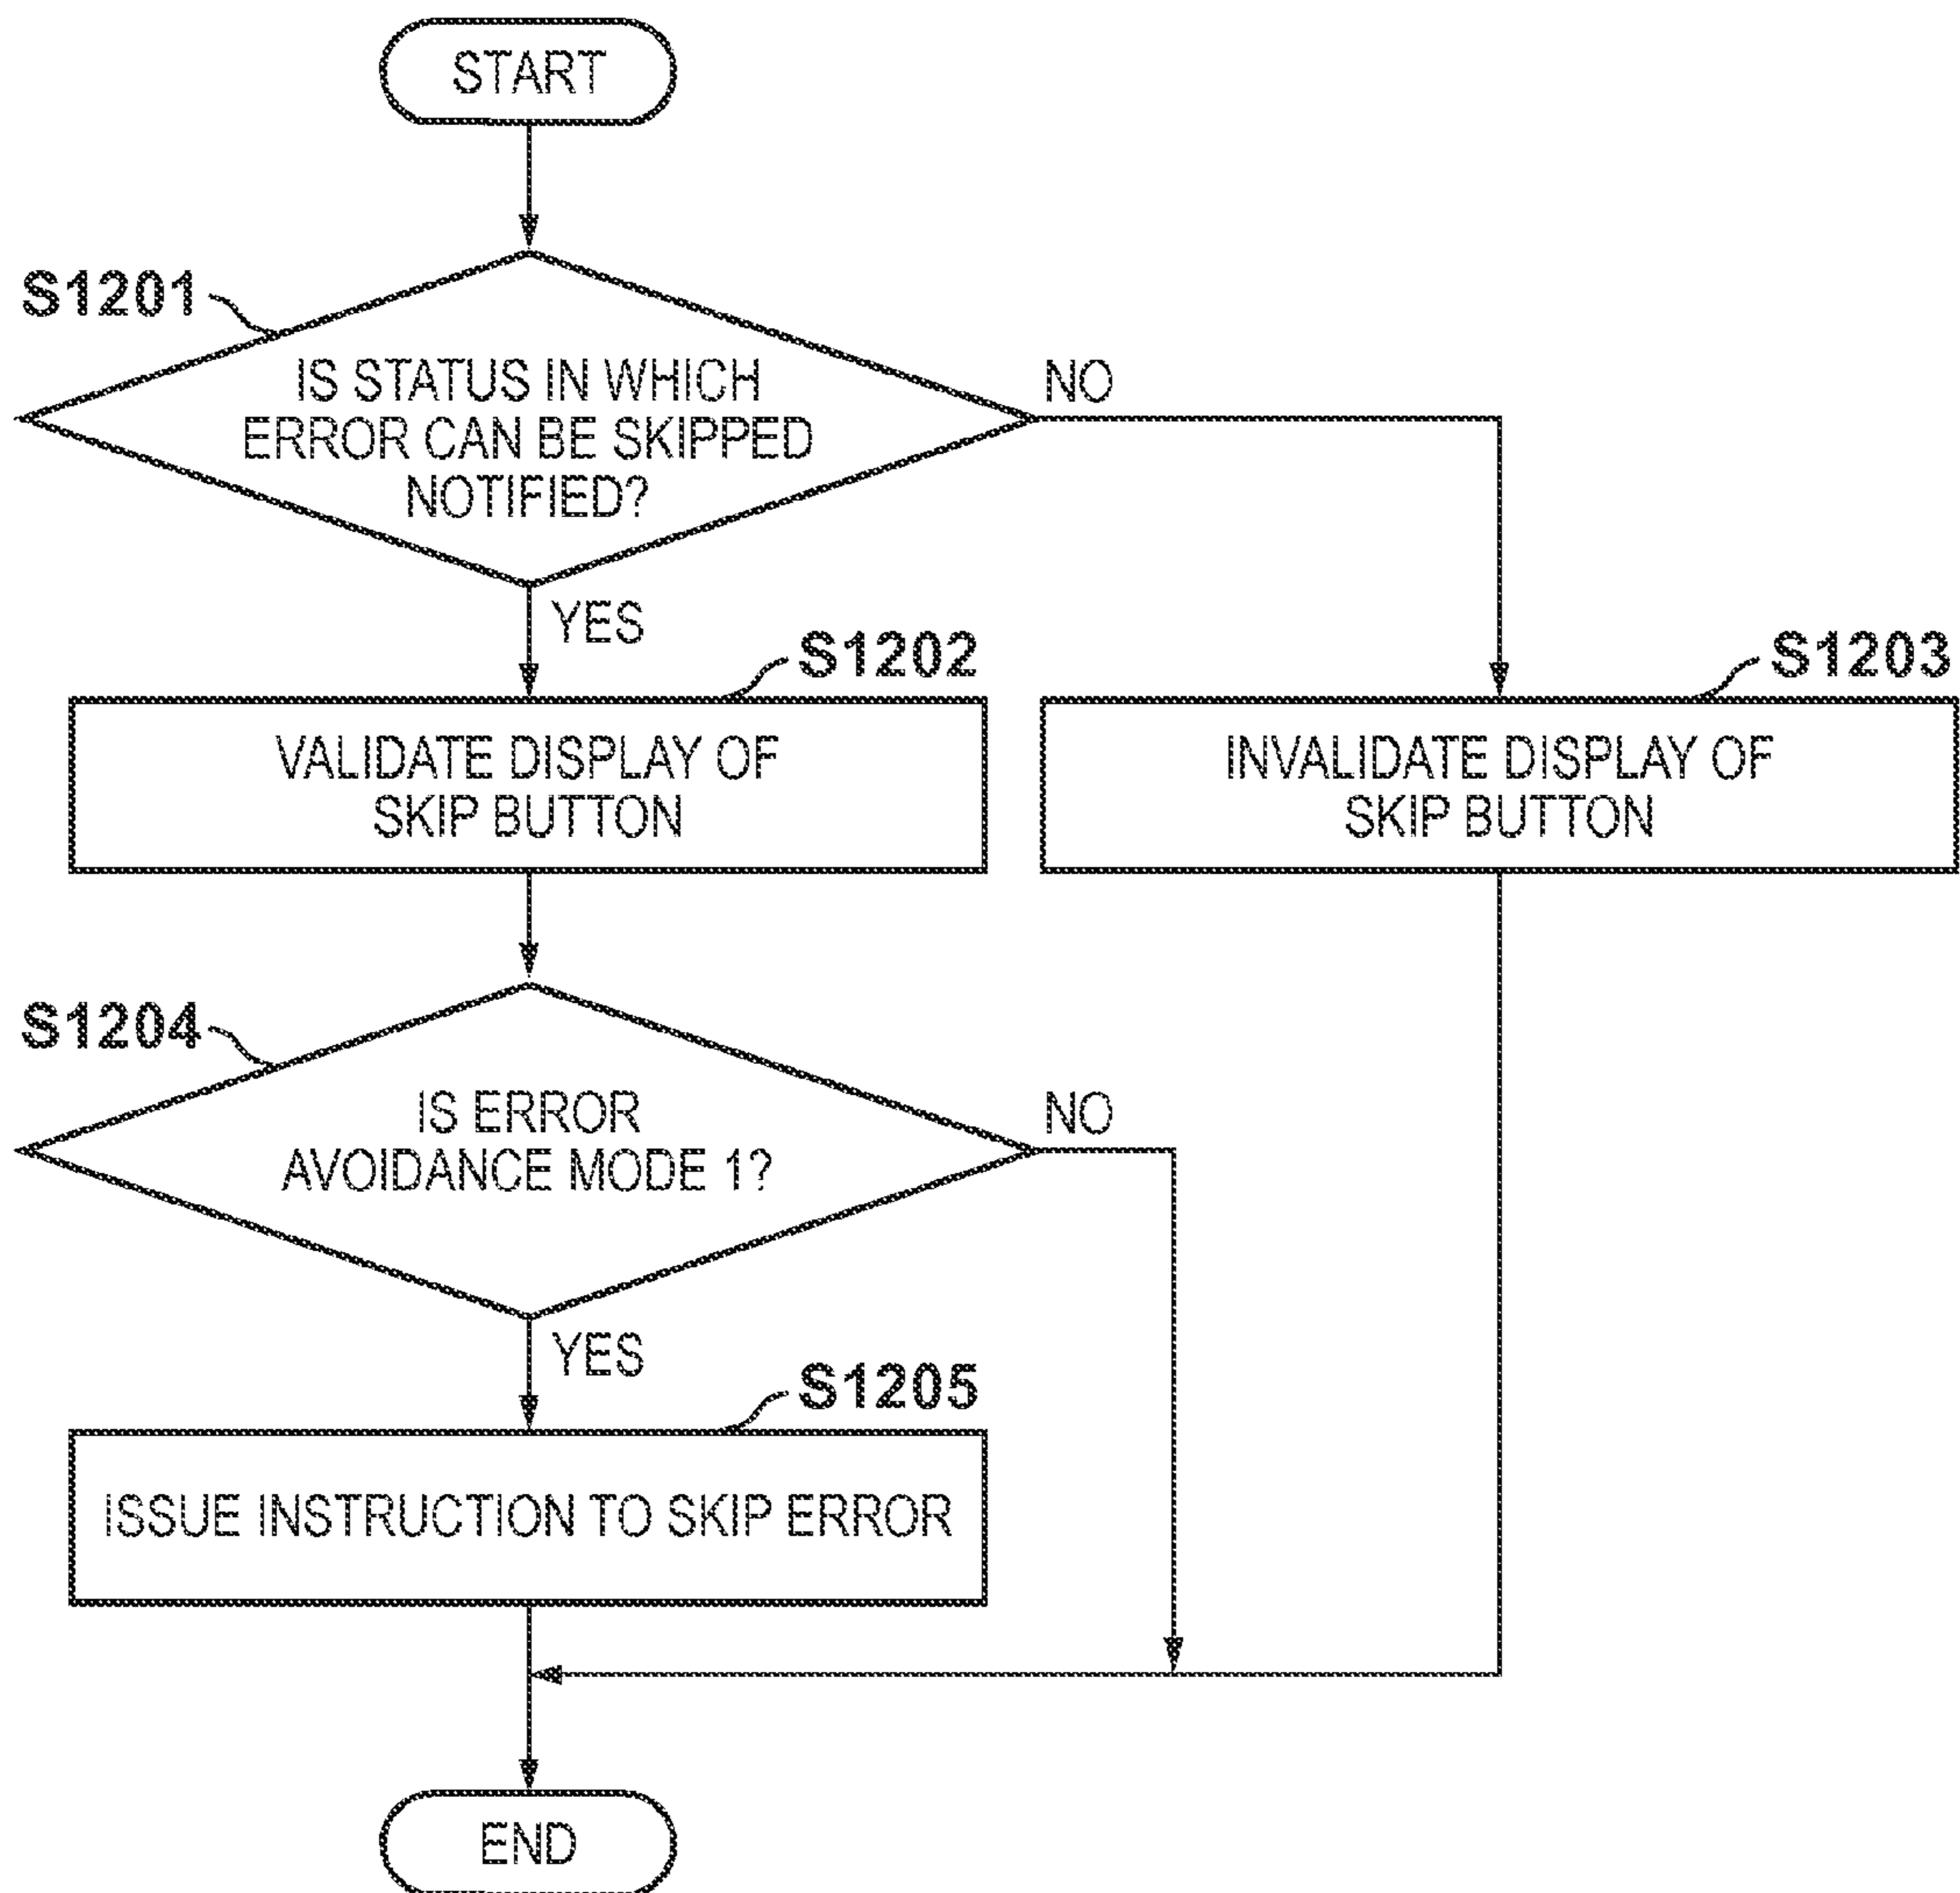 START
S1201
IS STATUS IN WHICH
ERROR CAN BE SKIPPED
NOTIFIED?
NO
YES
S1202
S1203
VALIDATE DISPLAY OF
SKIP BUTTON
INVALIDATE DISPLAY OF
SKIP BUTTON
S1204
IS ERROR
AVOIDANCE MODE 1?
NO
YES
S1205
ISSUE INSTRUCTION TO SKIP ERROR
END